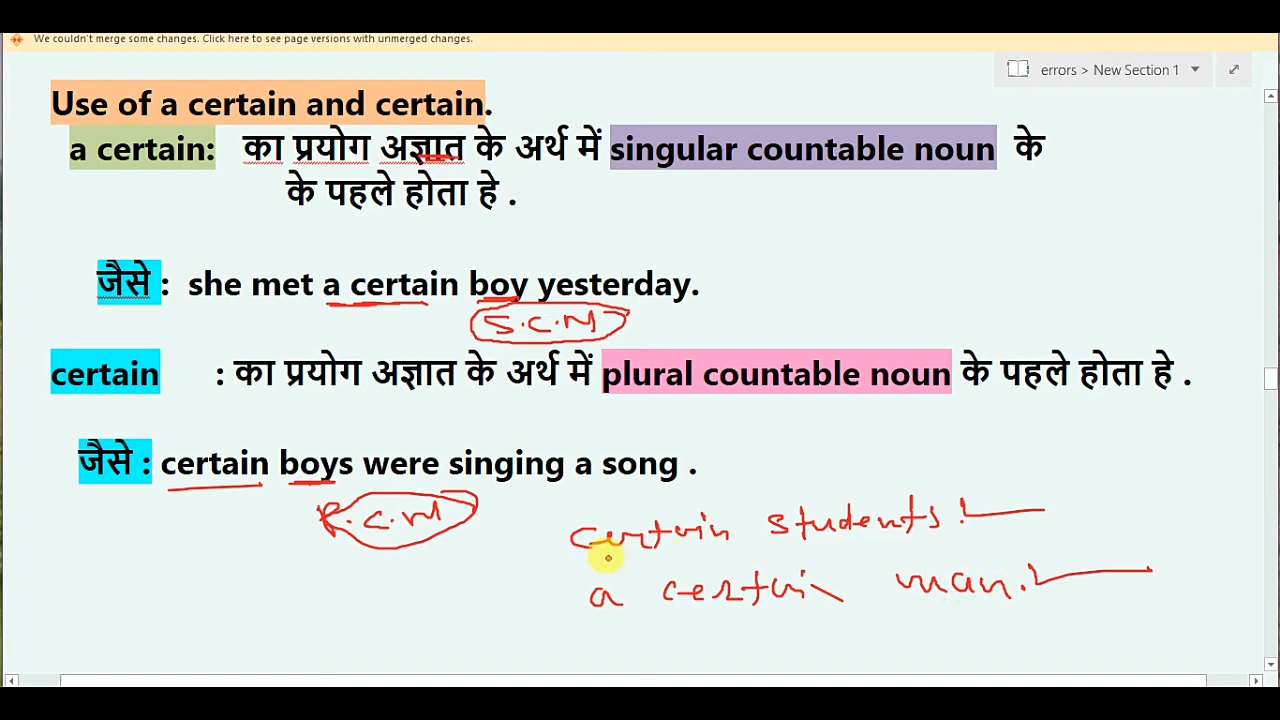 We couldn't merge some changes. Click here to see page versions with unmerged changes.
errors > New Section 1
Use of a certain and certain.
a certain: का प्रयोग अज्ञात के अर्थ में singular countable noun के
के पहले होता हे .
जैसे : she met a certain boy yesterday.
S.C.N
certain : का प्रयोग अज्ञात के अर्थ में plural countable noun के पहले होता हे .
जैसे : certain boys were singing a song .
P.C.N
certain students
a certain man